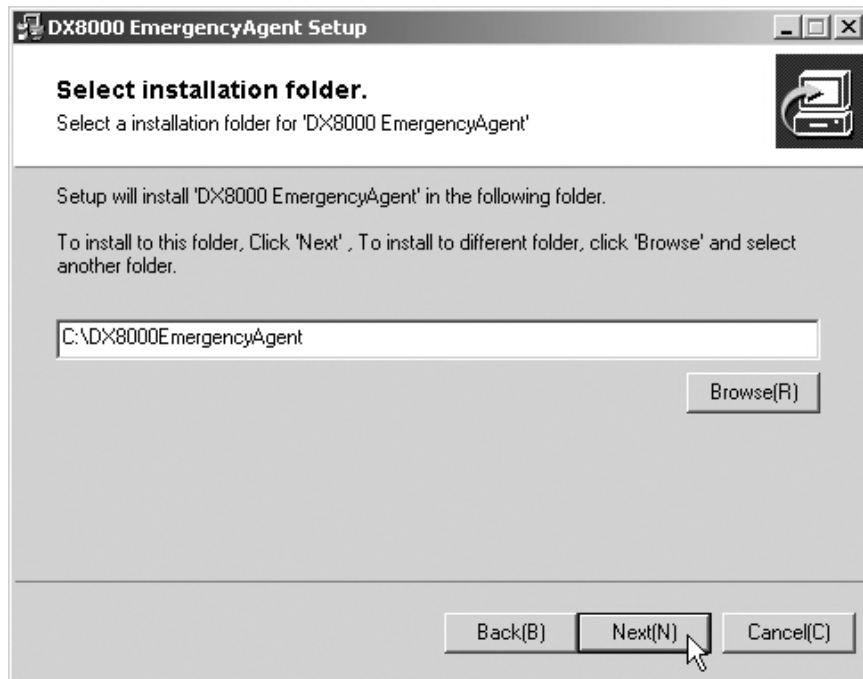 DX8000 EmergencyAgent Setup
Select installation folder.
Select a installation folder for 'DX8000 EmergencyAgent'
Setup will install 'DX8000 EmergencyAgent' in the following folder.
To install to this folder, Click 'Next' , To install to different folder, click 'Browse' and select
another folder.
C:\DX8000EmergencyAgent
Browse(R)
Back(B) Next(N) Cancel(C)